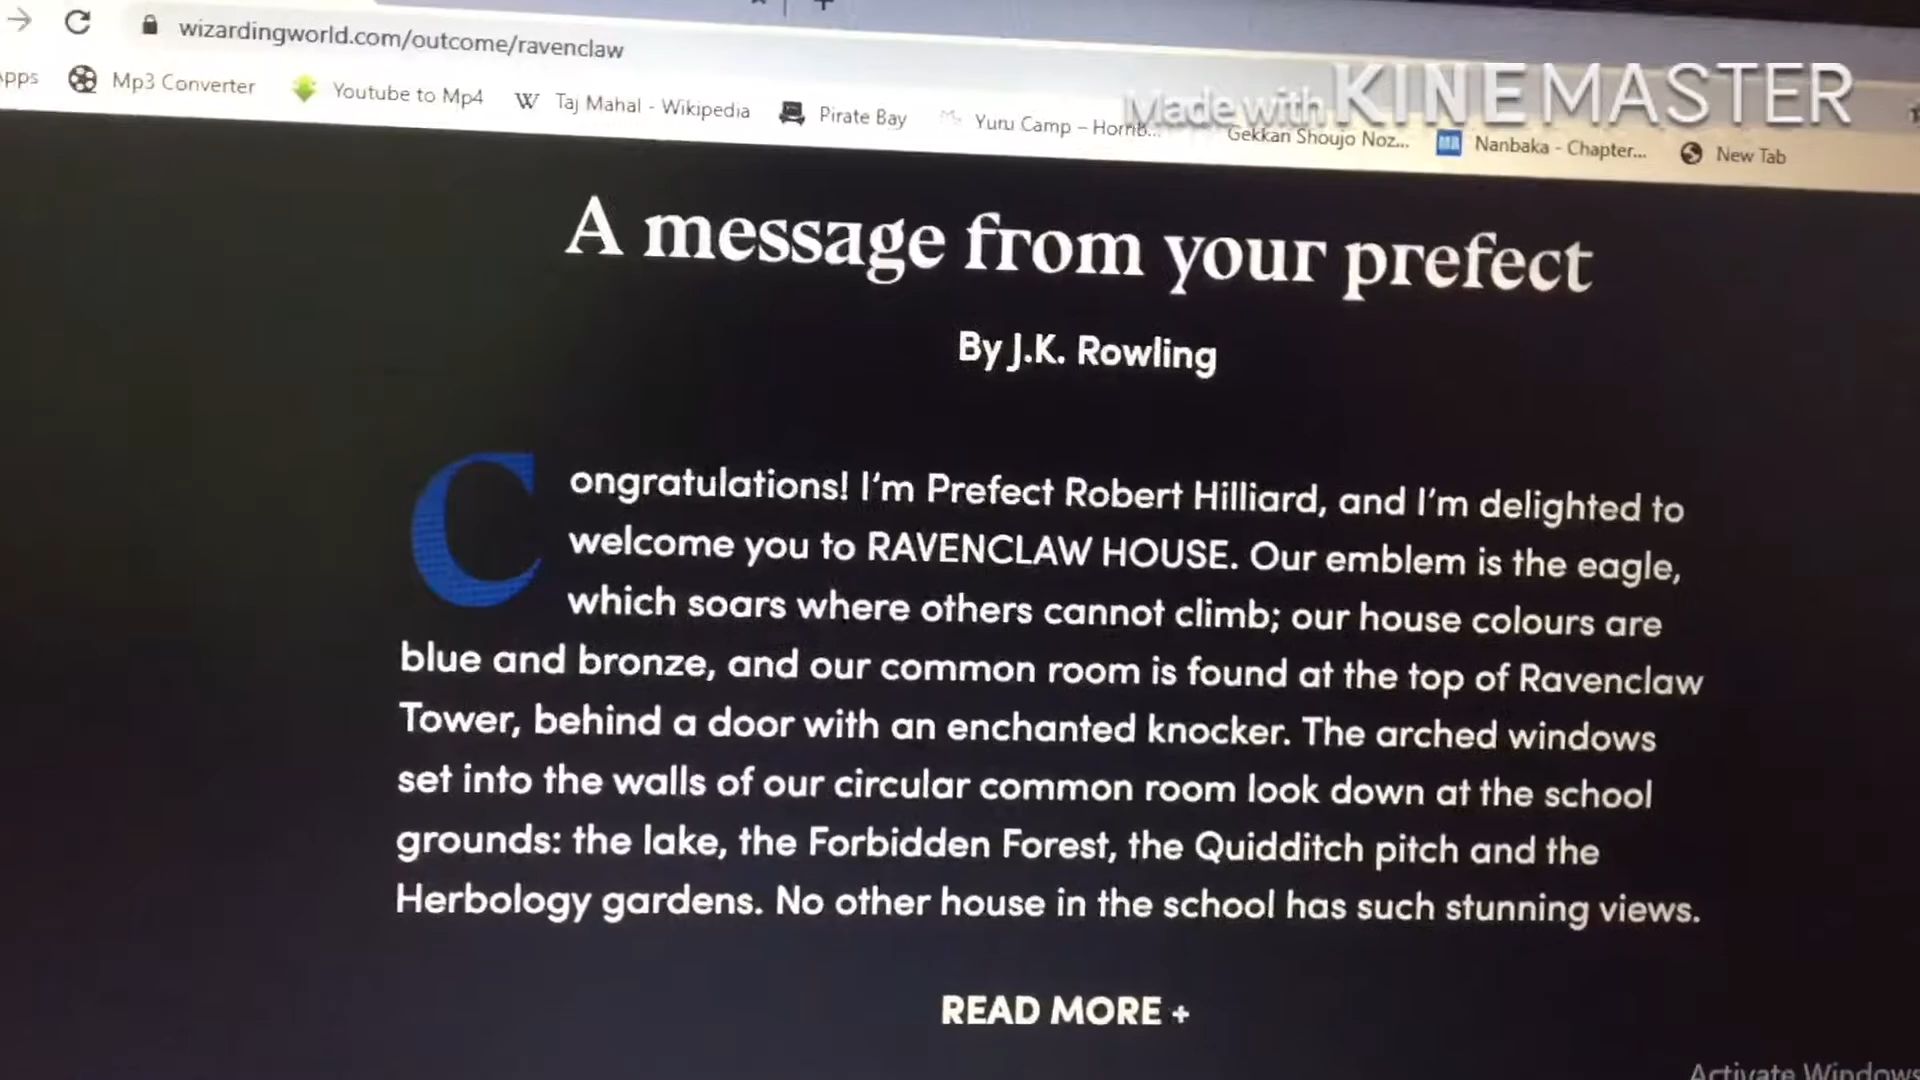 wizardingworld.com/outcome/ravenclaw
Mp3 Converter Youtube to Mp4 Taj Mahal - Wikipedia Pirate Bay Yuru Camp – Horrib... Gekkan Shoujo Noz... Nanbaka - Chapter... New Tab
Made with KINEMASTER
A message from your prefect
By J.K. Rowling
Congratulations! I'm Prefect Robert Hilliard, and I'm delighted to
welcome you to RAVENCLAW HOUSE. Our emblem is the eagle,
which soars where others cannot climb; our house colours are
blue and bronze, and our common room is found at the top of Ravenclaw
Tower, behind a door with an enchanted knocker. The arched windows
set into the walls of our circular common room look down at the school
grounds: the lake, the Forbidden Forest, the Quidditch pitch and the
Herbology gardens. No other house in the school has such stunning views.
READ MORE +
Activate Windows